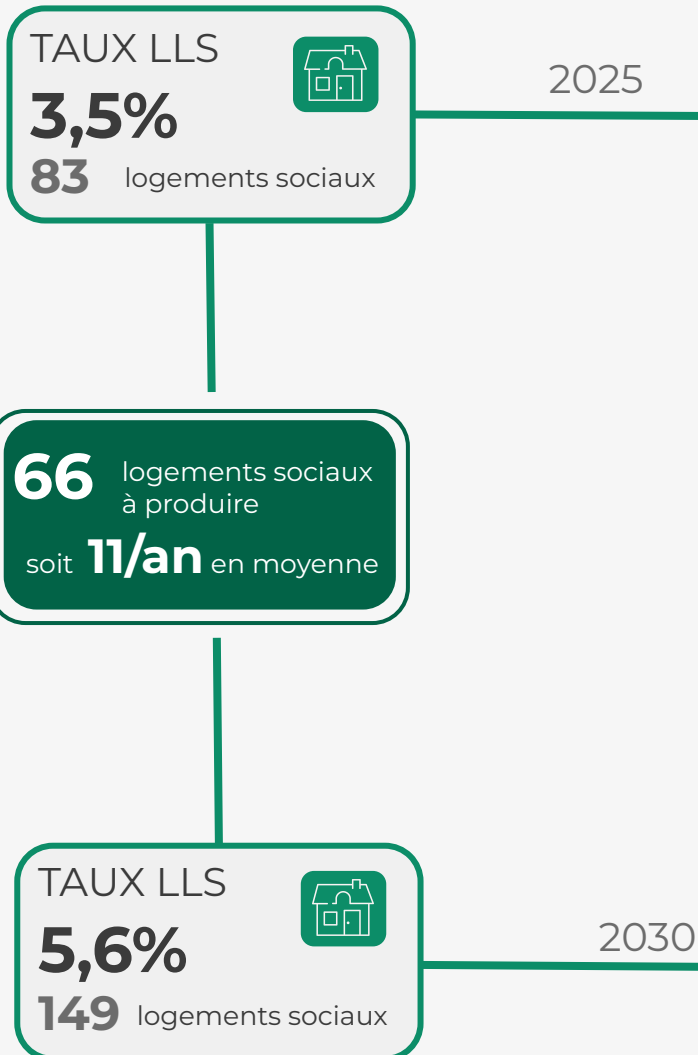 TAUX LLS
3,5%
83 logements sociaux
2025
66 logements sociaux
à produire
soit 11/an en moyenne
TAUX LLS
5,6%
149 logements sociaux
2030